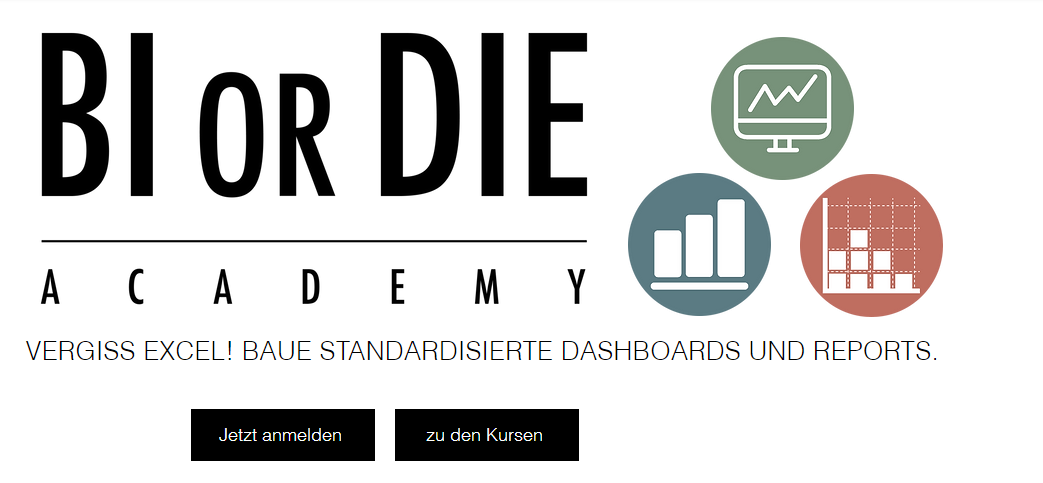 BI OR DIE
ACADEMY
VERGISS EXCEL! BAUE STANDARDISIERTE DASHBOARDS UND REPORTS.
Jetzt anmelden
zu den Kursen